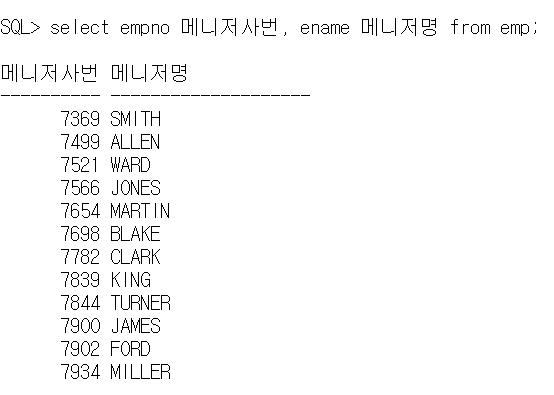 SQL> select empno 메니저사번, ename 메니저명 from emp;
메니저사번 메니저명
---------- --------------------
7369 SMITH
7499 ALLEN
7521 WARD
7566 JONES
7654 MARTIN
7698 BLAKE
7782 CLARK
7839 KING
7844 TURNER
7900 JAMES
7902 FORD
7934 MILLER